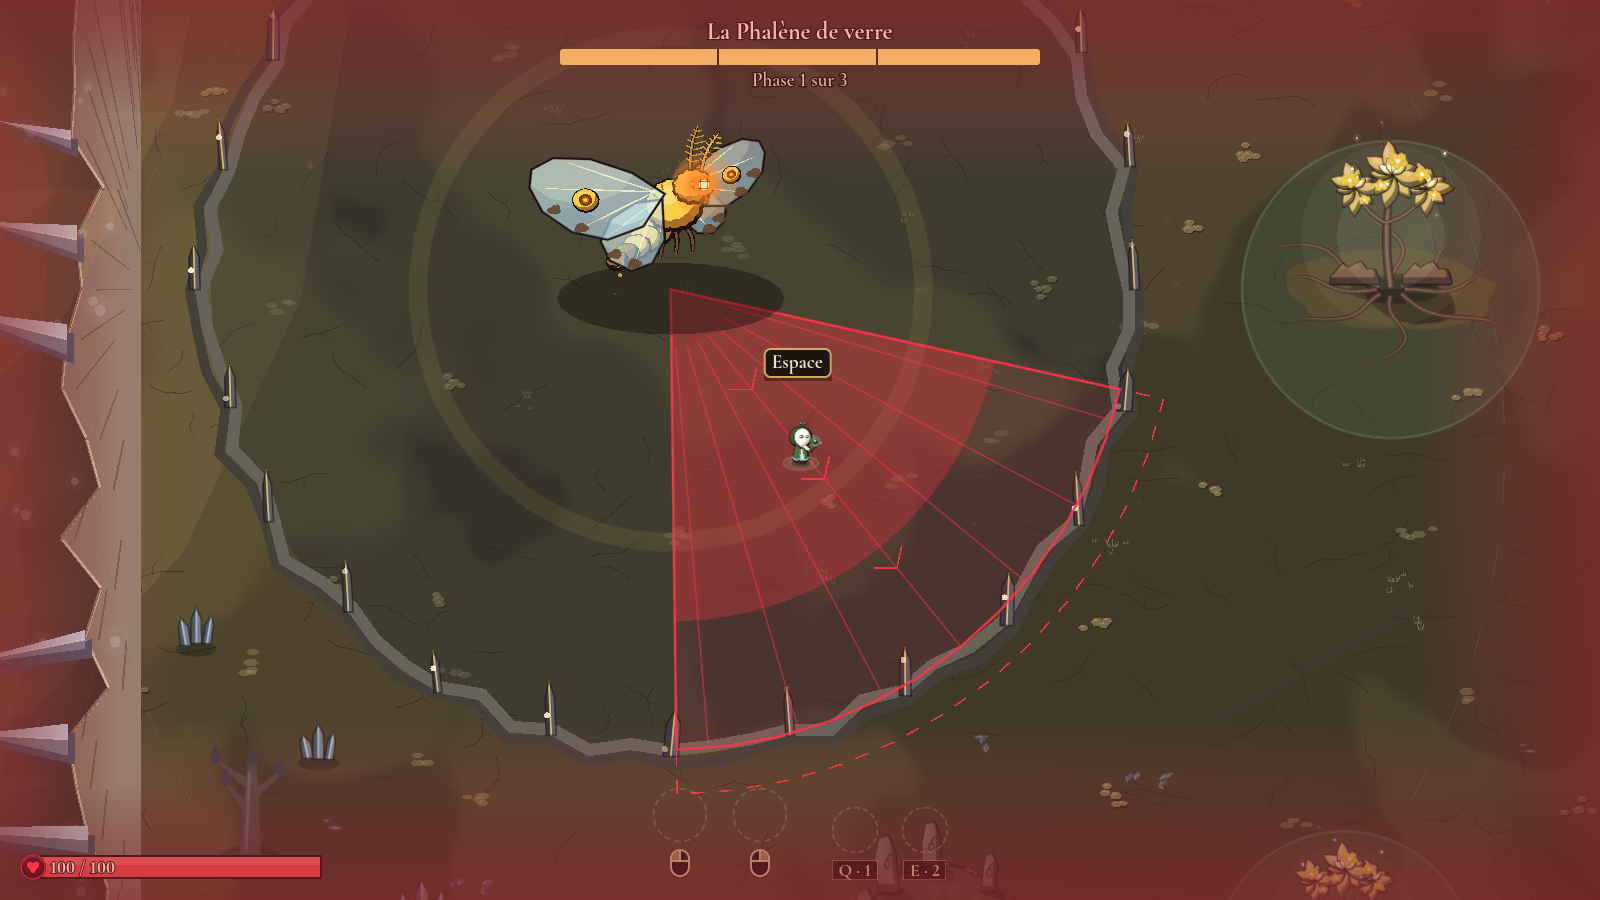 La Phalène de verre
Phase 1 sur 3
Espace
100 / 100
Q · 1
E · 2